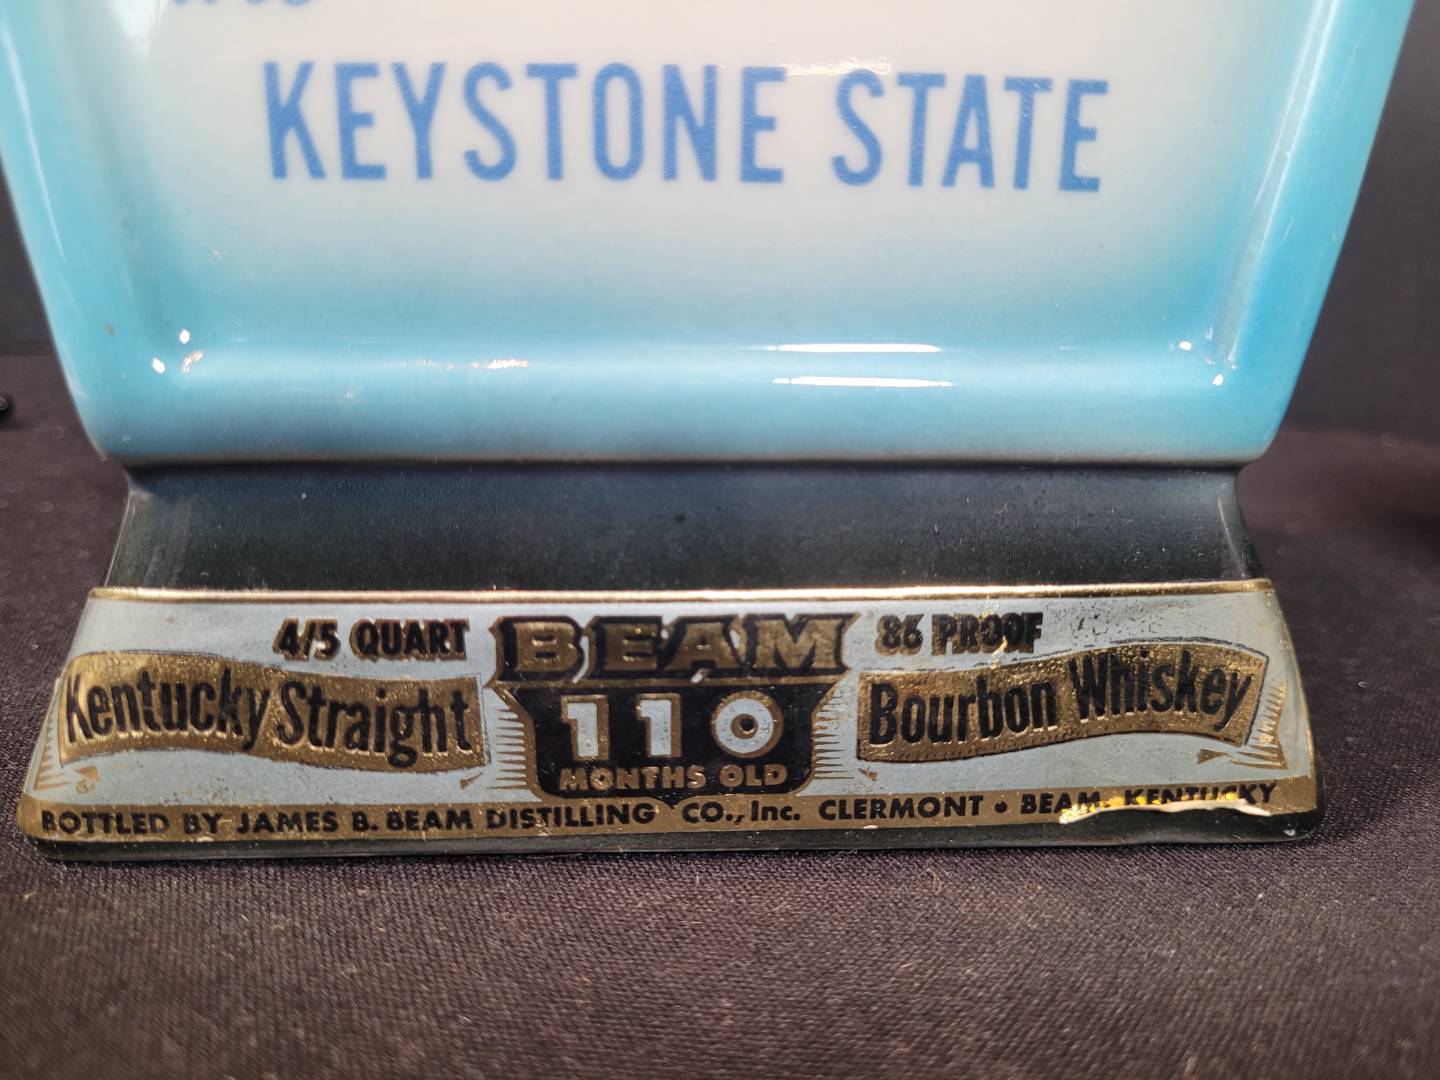 the
KEYSTONE STATE
4/5 QUART BEAM 86 PROOF
Kentucky Straight 110 Bourbon Whiskey
MONTHS OLD
BOTTLED BY JAMES B. BEAM DISTILLING CO., Inc. CLERMONT • BEAM, KENTUCKY